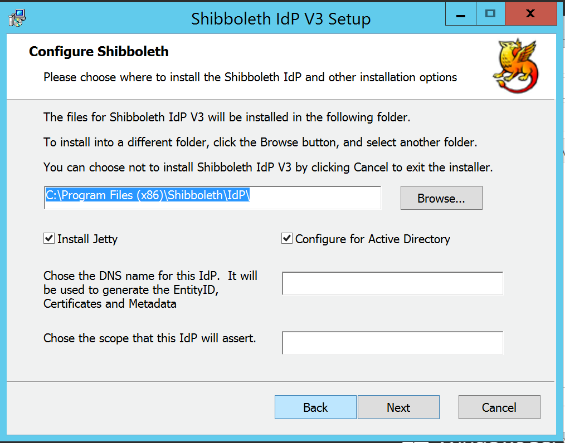 Shibboleth IdP V3 Setup
Configure Shibboleth
Please choose where to install the Shibboleth IdP and other installation options
The files for Shibboleth IdP V3 will be installed in the following folder.
To install into a different folder, click the Browse button, and select another folder.
You can choose not to install Shibboleth IdP V3 by clicking Cancel to exit the installer.
C:\Program Files (x86)\Shibboleth\IdP\
Browse...
Install Jetty
Configure for Active Directory
Chose the DNS name for this IdP.  It will
be used to generate the EntityID,
Certificates and Metadata
Chose the scope that this IdP will assert.
Back
Next
Cancel